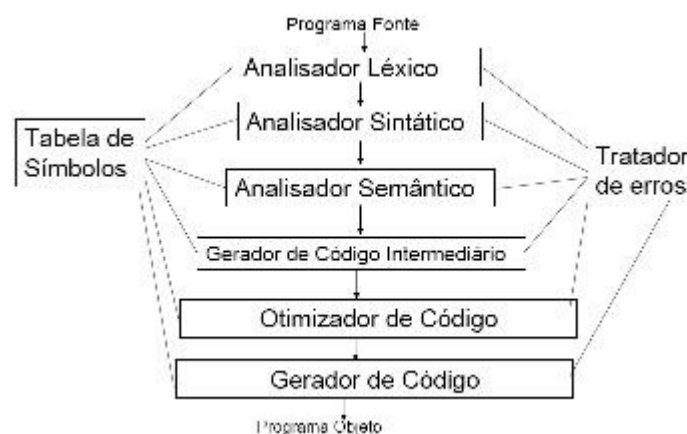 Programa Fonte
Analisador Léxico
Analisador Sintático
Tabela de
Símbolos
Tratador
de erros
Analisador Semântico
Gerador de Código Intermediário
Otimizador de Código
Gerador de Código
Programa Objeto